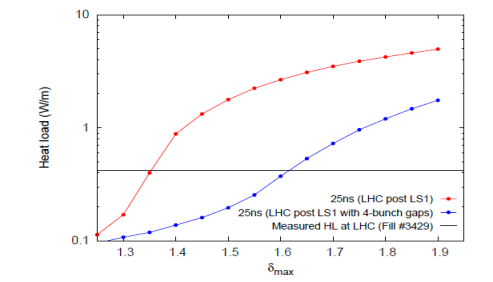 10
1
0.1
Heat load (W/m)
25ns (LHC post LS1)
25ns (LHC post LS1 with 4-bunch gaps)
Measured HL at LHC (Fill #3429)
1.3 1.4 1.5 1.6 1.7 1.8 1.9
δmax